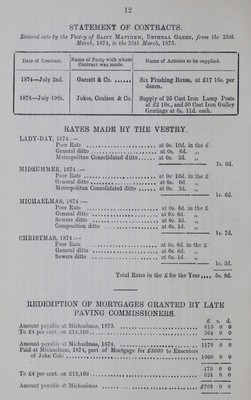 12
STATEMENT OF CONTRACTS.
Entered into by the Vestry of SAINT MATTHEW, BETHNAL GREEN, from the 25th
March, 1874, to the 25th March, 1875.
Date of Contract. Name of Party with whom Contract was made. Name of Articles to be supplied.
1874—July 2nd. Garrett & Co. ...... Six Flushing Boxes, at £17 16s. per dozen.
1874—July 19th. Jukes, Coulson & Co. Supply of 25 Cast Iron Lamp Posts at £2 10s., and 50 Cast Iron Gulley Gratings at 6s. 11d. each.
RATES MADE BY THE VESTRY.
LADY-DAY, 1874 :—
Poor Rate .................... at 0s. 10d. in the £
General ditto .................... at 0s. 6d. „
Metropolitan Consolidated ditto ...... at 0s. 2d. „
1s. 6d.
MIDSUMMER, 1874 :—
Poor Rate .................... at 0s. 10d. in the £
General ditto .................... at 0s. 6d. „
Metropolitan Consolidated ditto ...... at 0s. 2d. „
1s. 6d.
MICHAELMAS, 1874 :—
Poor Rate .................... at 0s. 8d. in the £
General ditto .................... at 0s. 8d. „
Sewers ditto .................... at 0s. 2d. „
Composition ditto .................... at 0s. 1d. „
1s. 7d.
CHRISTMAS, 1874 :—
Poor Rate .................... at 0s. 8d. in the £
General ditto .................... at 0s. 6d. „
Sewers ditto .................... at 0s. 1d. „
1s. 3d.
Total Rates in the £ for the Year.... 5s. 9d.
REDEMPTION OF MORTGAGES GRANTED BY LATE
PAVING COMMISSIONERS.
£ s. d.
Amount payable at Michaelmas, 1873. 615 0 0
To £4 per cent. on £14,100 564 0 0
Amount payable at Michaelmas, 1874. 1179 0 0
Paid at Michaelmas, 1874, part of Mortgage for £3000 to Executors
of John Cole 1000 0 0
179 0 0
To £4 per cent. on £13,100 524 0 0
Amount payable at Michaelmas £703 0 0